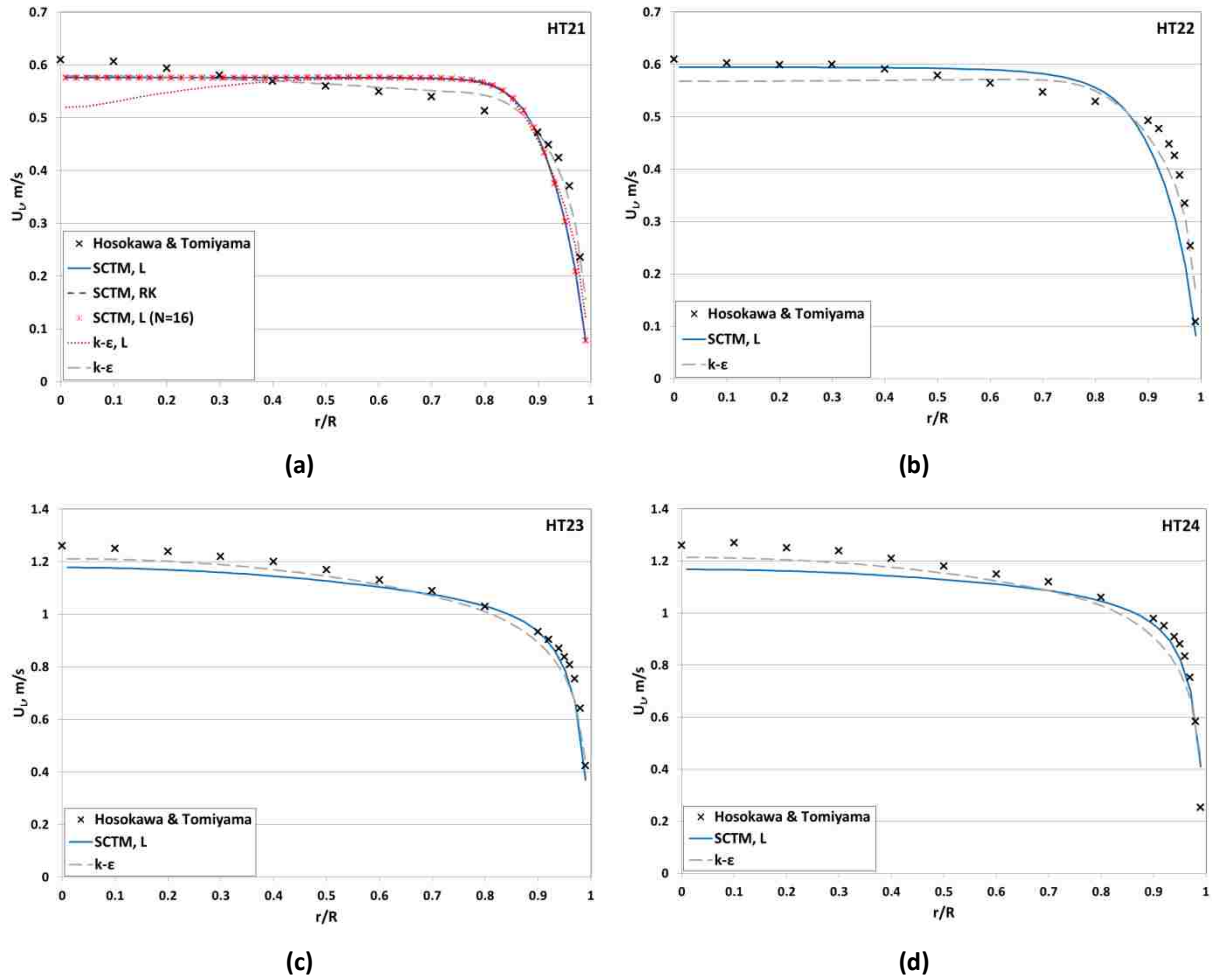 HT21
0.7
0.6
0.5
0.4
0.3
0.2
0.1
0
U_L, m/s
Hosokawa & Tomiyama
SCTM, L
SCTM, RK
SCTM, L (N=16)
k-ε, L
k-ε
0 0.1 0.2 0.3 0.4 0.5 0.6 0.7 0.8 0.9 1
r/R
(a)
HT22
0.7
0.6
0.5
0.4
0.3
0.2
0.1
0
U_L, m/s
Hosokawa & Tomiyama
SCTM, L
k-ε
0 0.1 0.2 0.3 0.4 0.5 0.6 0.7 0.8 0.9 1
r/R
(b)
HT23
1.4
1.2
1
0.8
0.6
0.4
0.2
0
U_L, m/s
Hosokawa & Tomiyama
SCTM, L
k-ε
0 0.1 0.2 0.3 0.4 0.5 0.6 0.7 0.8 0.9 1
r/R
(c)
HT24
1.4
1.2
1
0.8
0.6
0.4
0.2
0
U_L, m/s
Hosokawa & Tomiyama
SCTM, L
k-ε
0 0.1 0.2 0.3 0.4 0.5 0.6 0.7 0.8 0.9 1
r/R
(d)